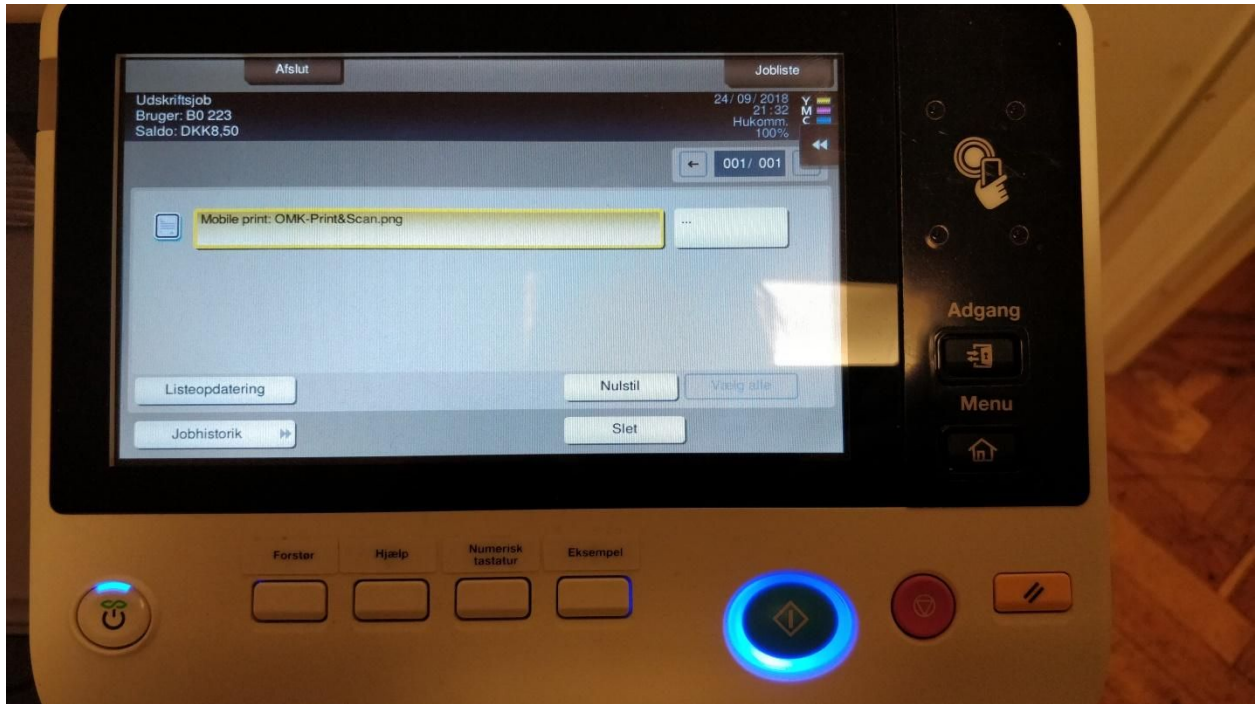 Afslut
Jobliste
Udskriftsjob
Bruger: B0 223
Saldo: DKK8,50
24/09/2018
21:32
Hukomm.
100%
Y
M
C
001/ 001
Mobile print: OMK-Print&Scan.png
...
Listeopdatering
Nulstil
Vælg alle
Jobhistorik
Slet
Adgang
Menu
Forstør
Hjælp
Numerisk
tastatur
Eksempel